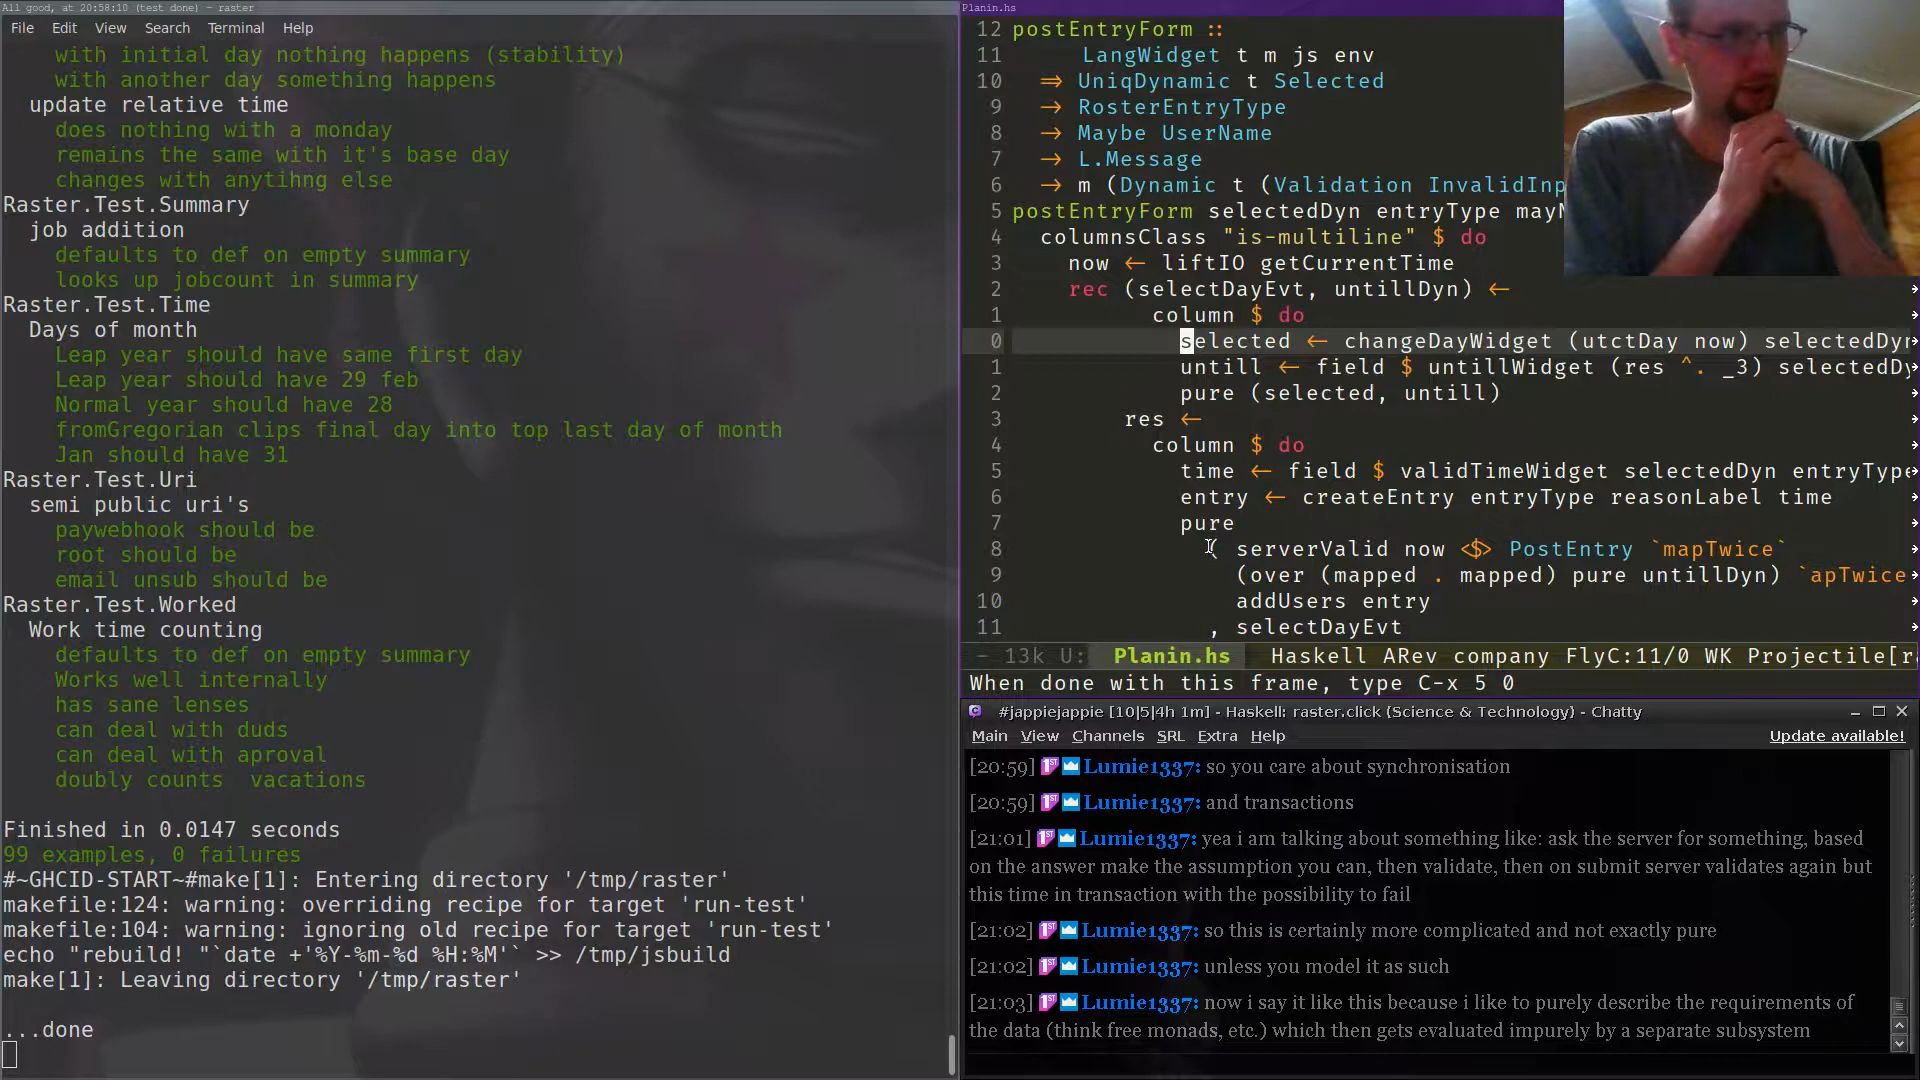 All good, at 20:58:10 (test done) - raster
File Edit View Search Terminal Help
with initial day nothing happens (stability)
with another day something happens
update relative time
does nothing with a monday
remains the same with it's base day
changes with anytihng else
Raster.Test.Summary
job addition
defaults to def on empty summary
looks up jobcount in summary
Raster.Test.Time
Days of month
Leap year should have same first day
Leap year should have 29 feb
Normal year should have 28
fromGregorian clips final day into top last day of month
Jan should have 31
Raster.Test.Uri
semi public uri's
paywebhook should be
root should be
email unsub should be
Raster.Test.Worked
Work time counting
defaults to def on empty summary
Works well internally
has sane lenses
can deal with duds
can deal with aproval
doubly counts  vacations
Finished in 0.0147 seconds
99 examples, 0 failures
#~GHCID-START~#make[1]: Entering directory '/tmp/raster'
makefile:124: warning: overriding recipe for target 'run-test'
makefile:104: warning: ignoring old recipe for target 'run-test'
echo "rebuild! "`date +'%Y-%m-%d %H:%M'` >> /tmp/jsbuild
make[1]: Leaving directory '/tmp/raster'
...done
Planin.hs
12 postEntryForm ::
11 LangWidget t m js env
10 ⇒ UniqDynamic t Selected
9 → RosterEntryType
8 → Maybe UserName
7 → L.Message
6 → m (Dynamic t (Validation InvalidInp
5 postEntryForm selectedDyn entryType mayN
4 columnsClass "is-multiline" $ do
3 now ← liftIO getCurrentTime
2 rec (selectDayEvt, untillDyn) ←
1 column $ do
0 selected ← changeDayWidget (utctDay now) selectedDyn
1 untill ← field $ untillWidget (res ^. _3) selectedDy
2 pure (selected, untill)
3 res ←
4 column $ do
5 time ← field $ validTimeWidget selectedDyn entryType
6 entry ← createEntry entryType reasonLabel time
7 pure
8 ( serverValid now <$> PostEntry `mapTwice`
9 (over (mapped . mapped) pure untillDyn) `apTwice
10 addUsers entry
11 , selectDayEvt
- 13k U: Planin.hs Haskell ARev company FlyC:11/0 WK Projectile[ra
When done with this frame, type C-x 5 0
#jappiejappie [10|5|4h 1m] - Haskell: raster.click (Science & Technology) - Chatty
Main View Channels SRL Extra Help Update available!
[20:59] Lumie1337: so you care about synchronisation
[20:59] Lumie1337: and transactions
[21:01] Lumie1337: yea i am talking about something like: ask the server for something, based
on the answer make the assumption you can, then validate, then on submit server validates again but
this time in transaction with the possibility to fail
[21:02] Lumie1337: so this is certainly more complicated and not exactly pure
[21:02] Lumie1337: unless you model it as such
[21:03] Lumie1337: now i say it like this because i like to purely describe the requirements of
the data (think free monads, etc.) which then gets evaluated impurely by a separate subsystem